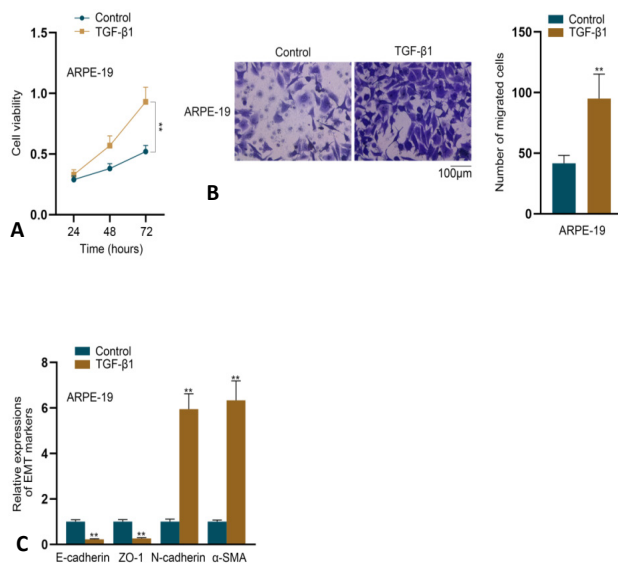 Control
TGF-β1
ARPE-19
Cell viability
1.5
1.0
0.5
0.0
24 48 72
Time (hours)
**
A
Control TGF-β1
ARPE-19
100μm
B
Control
TGF-β1
Number of migrated cells
150
100
50
0
**
ARPE-19
Control
TGF-β1
ARPE-19
Relative expressions
of EMT markers
8
6
4
2
0
** ** ** **
E-cadherin ZO-1 N-cadherin α-SMA
C